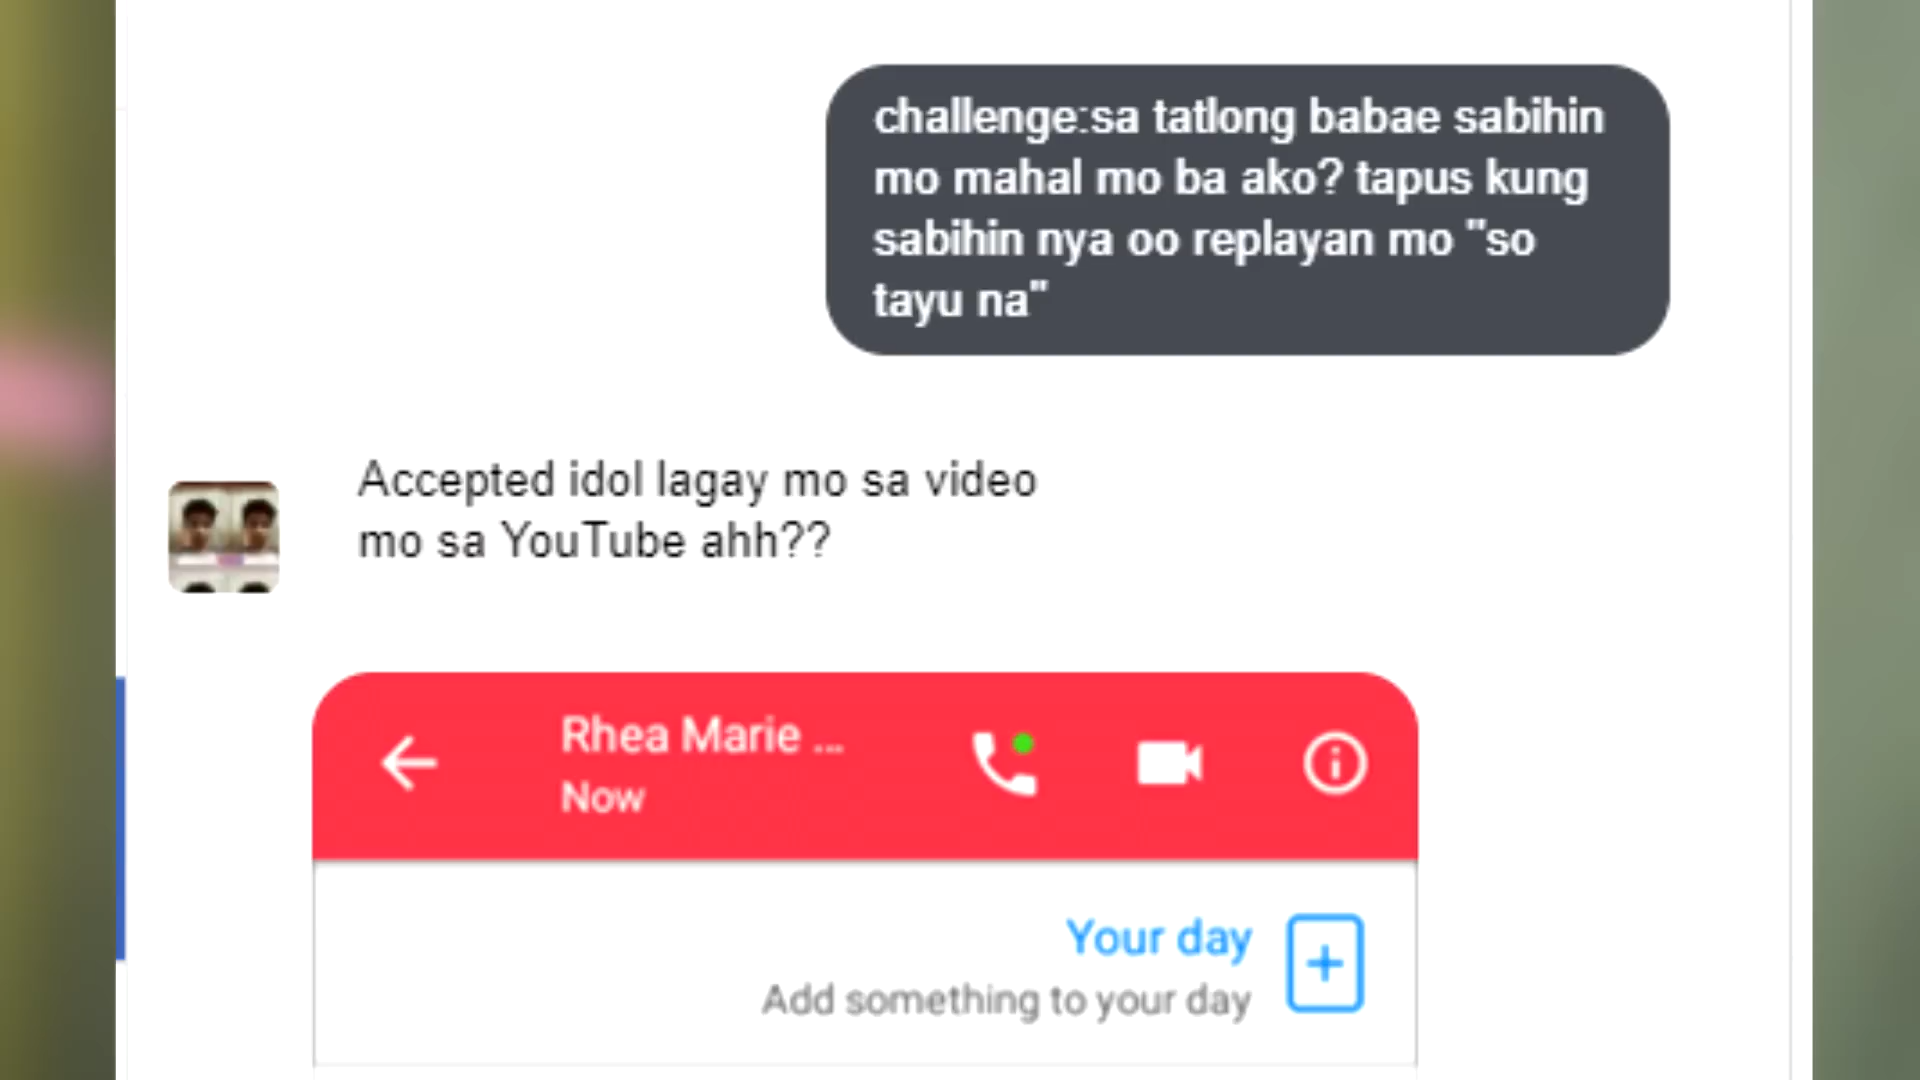 challenge:sa tatlong babae sabihin
mo mahal mo ba ako? tapus kung
sabihin nya oo replayan mo "so
tayu na"
Accepted idol lagay mo sa video
mo sa YouTube ahh??
Rhea Marie ...
Now
Your day
Add something to your day